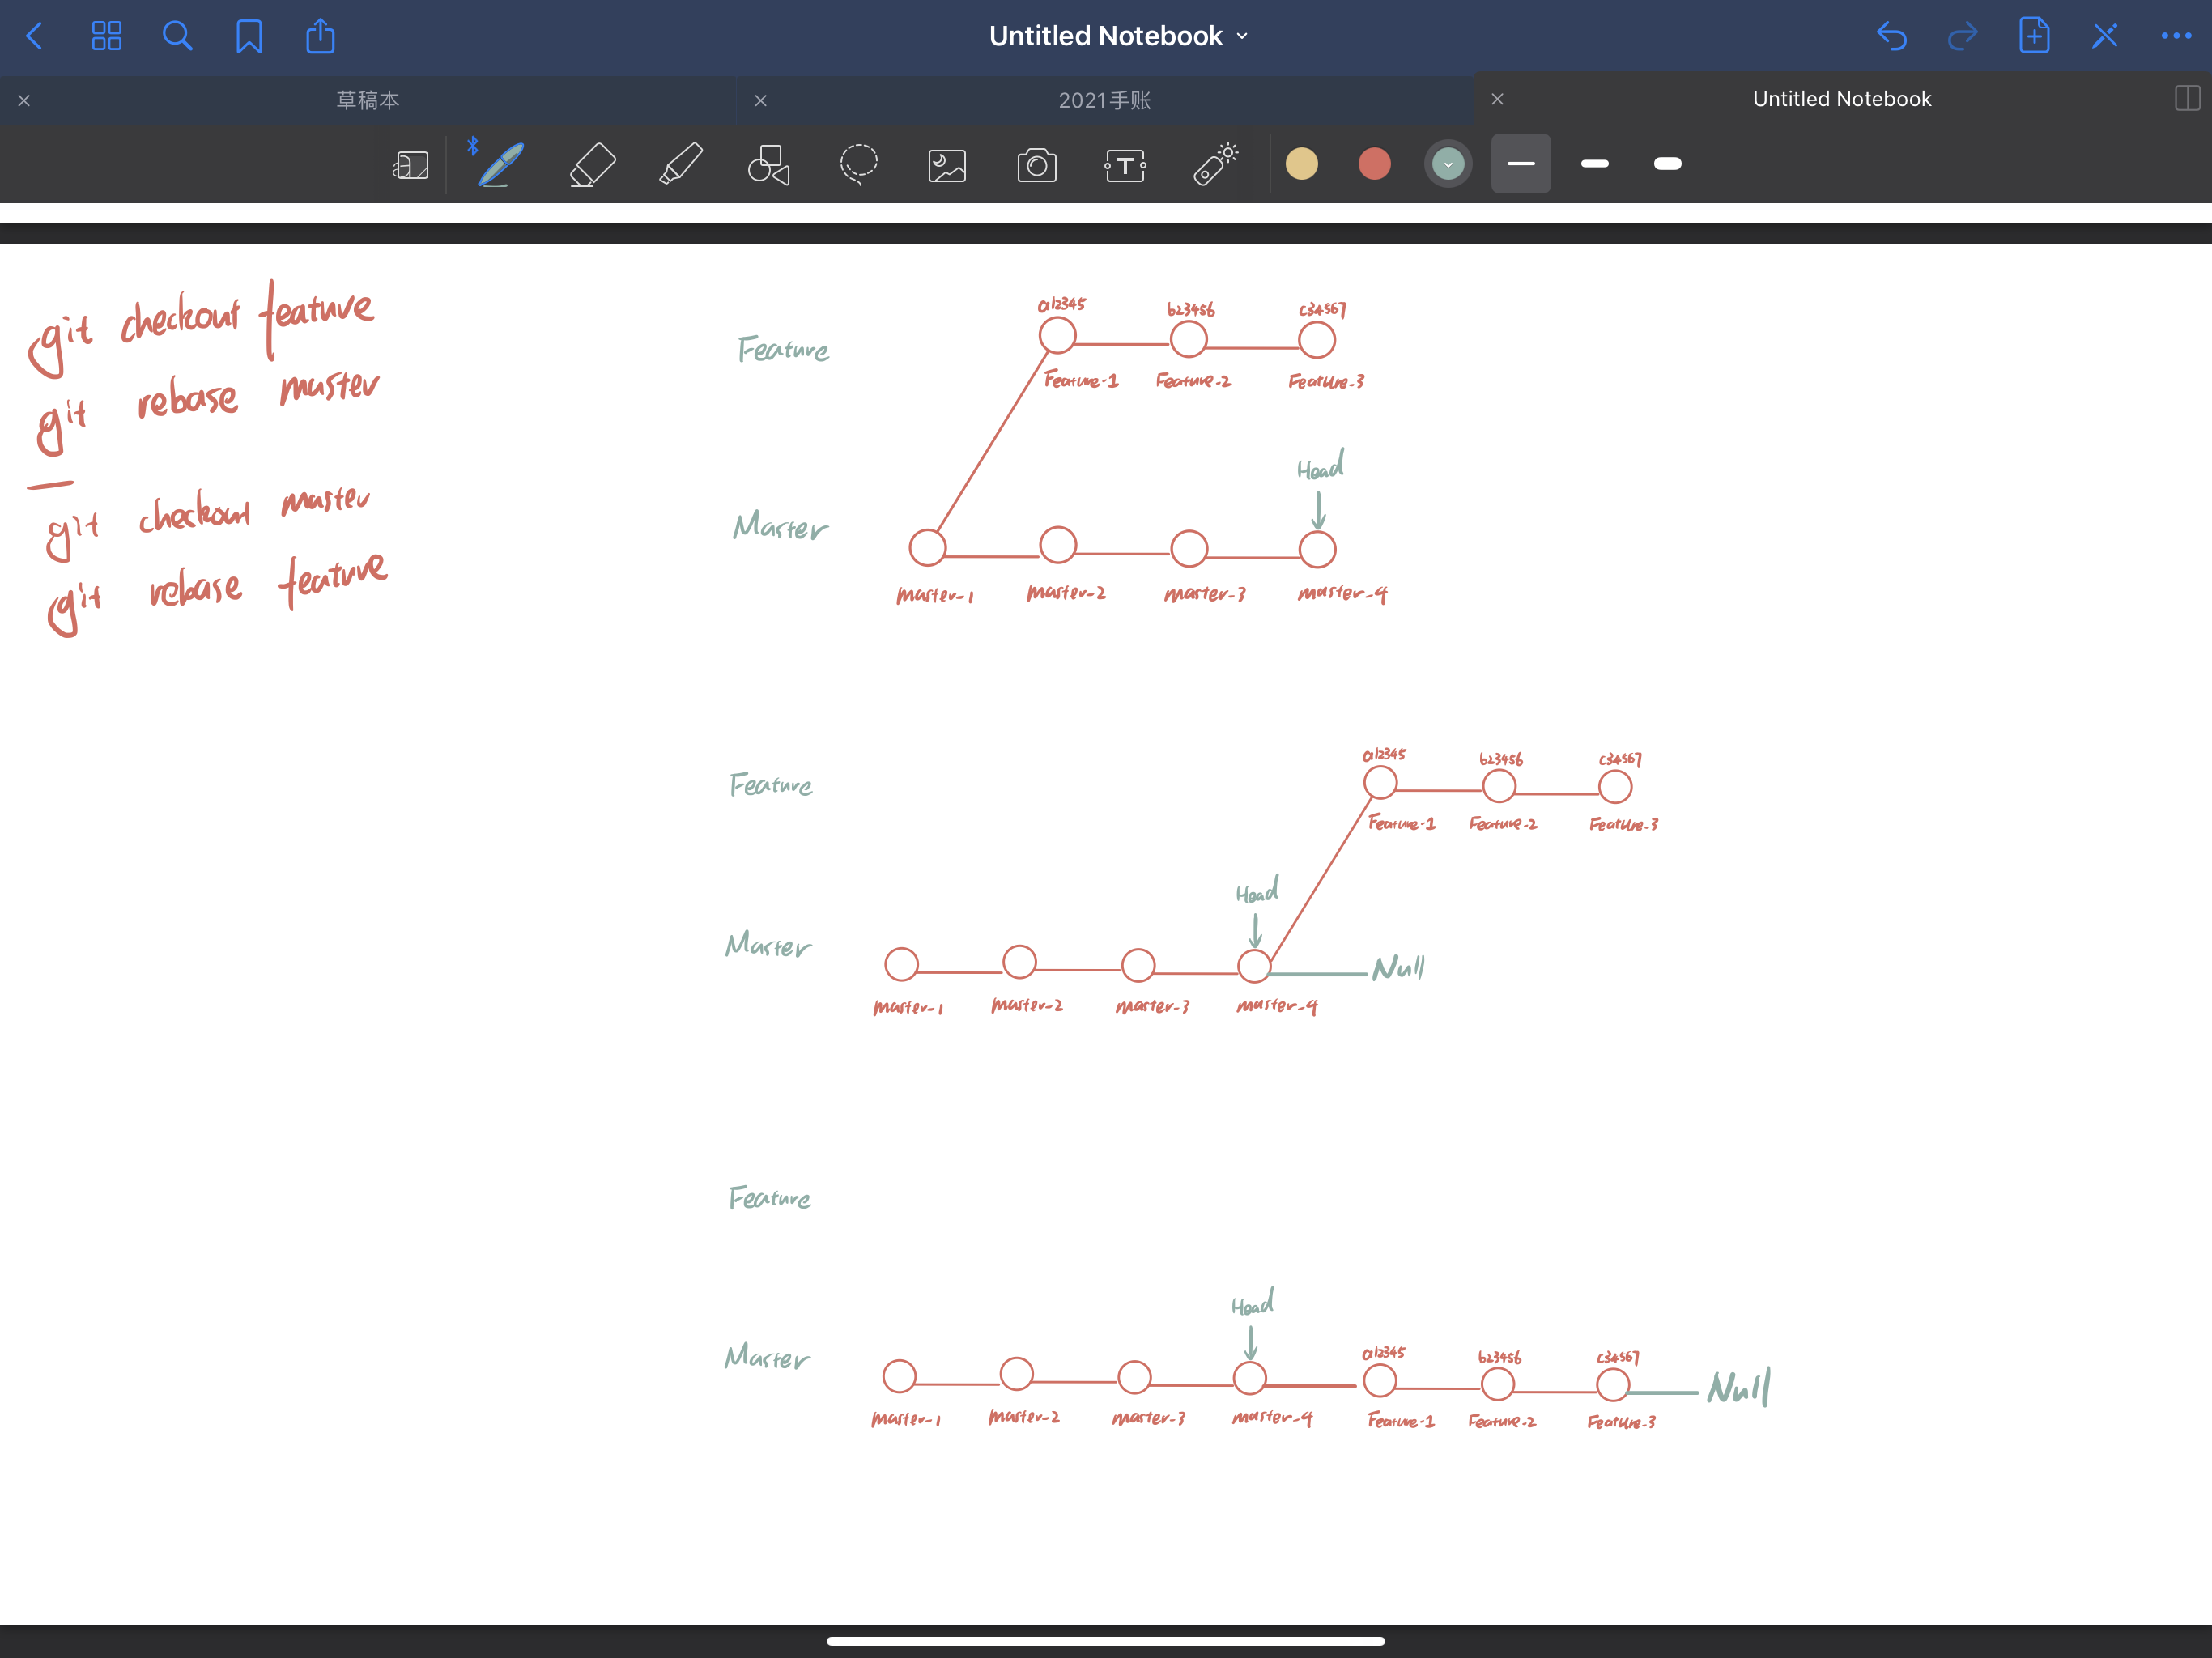 Untitled Notebook
草稿本
2021手账
Untitled Notebook
git checkout feature
git rebase master
git checkout master
git rebase feature
a12345 b23456 c34567
Feature
Feature-1 Feature-2 Feature-3
Head
Master
master-1 master-2 master-3 master-4
a12345 b23456 c34567
Feature
Feature-1 Feature-2 Feature-3
Head
Master
Null
master-1 master-2 master-3 master-4
Feature
Head
Master
a12345 b23456 c34567
Null
master-1 master-2 master-3 master-4 Feature-1 Feature-2 Feature-3